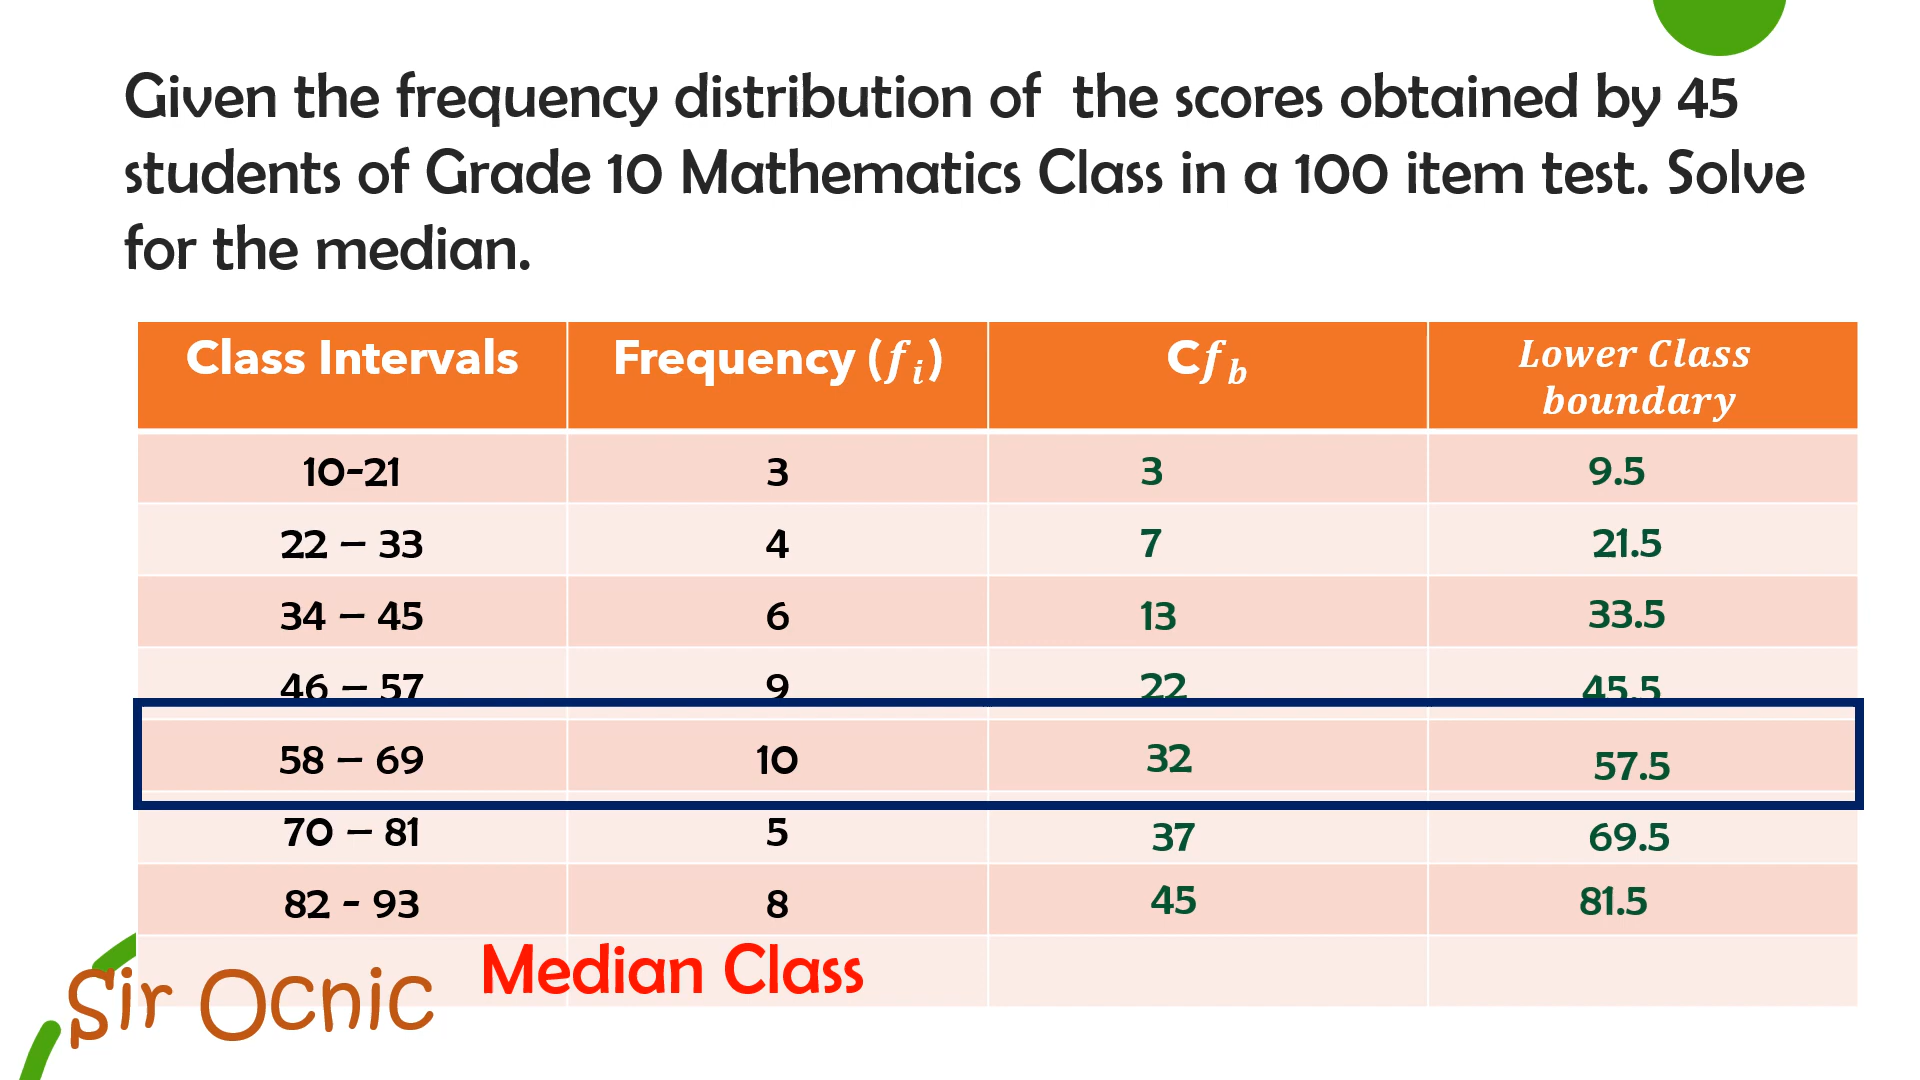 Given the frequency distribution of the scores obtained by 45
students of Grade 10 Mathematics Class in a 100 item test. Solve
for the median.
Class Intervals Frequency (fᵢ) Cf_b Lower Class
boundary
10-21 3 3 9.5
22 – 33 4 7 21.5
34 – 45 6 13 33.5
46 – 57 9 22 45.5
58 – 69 10 32 57.5
70 – 81 5 37 69.5
82 - 93 8 45 81.5
Median Class
Sir Ocnic